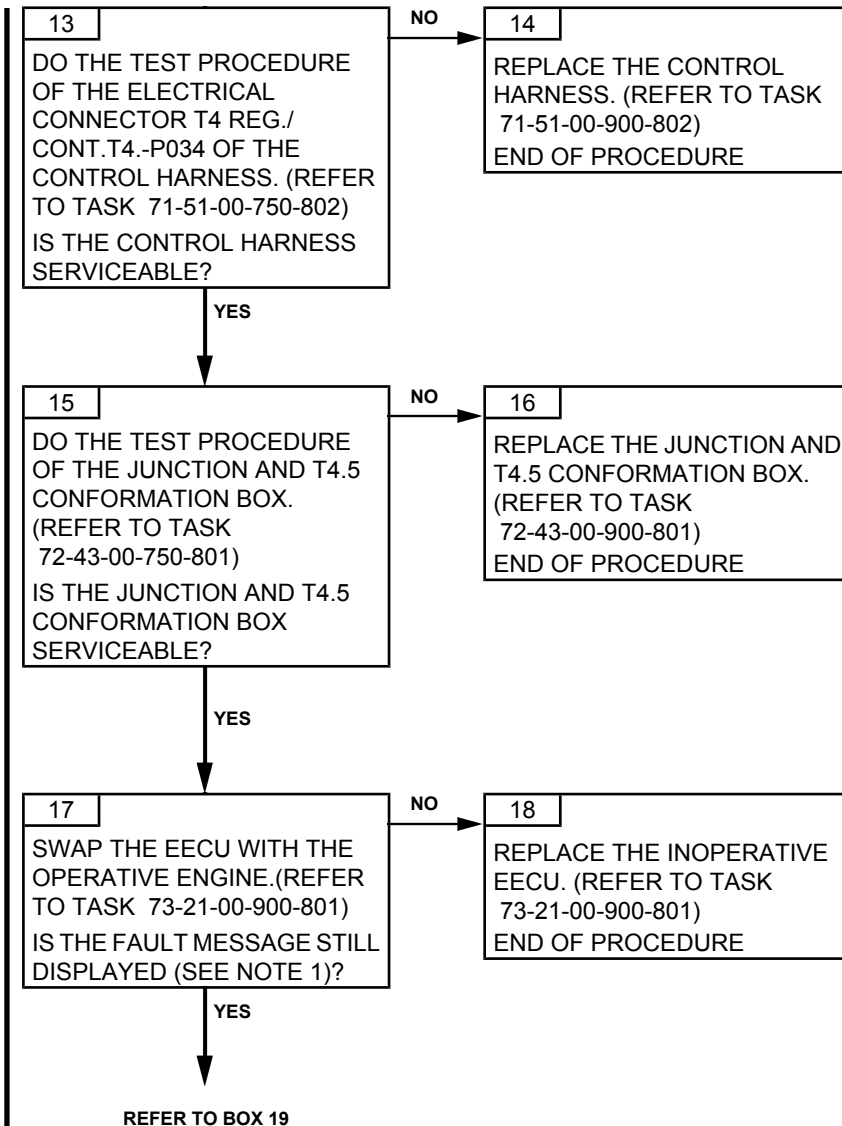 13
DO THE TEST PROCEDURE
OF THE ELECTRICAL
CONNECTOR T4 REG./
CONT.T4.-P034 OF THE
CONTROL HARNESS. (REFER
TO TASK 71-51-00-750-802)
IS THE CONTROL HARNESS
SERVICEABLE?
NO
14
REPLACE THE CONTROL
HARNESS. (REFER TO TASK
71-51-00-900-802)
END OF PROCEDURE
YES
15
DO THE TEST PROCEDURE
OF THE JUNCTION AND T4.5
CONFORMATION BOX.
(REFER TO TASK
72-43-00-750-801)
IS THE JUNCTION AND T4.5
CONFORMATION BOX
SERVICEABLE?
NO
16
REPLACE THE JUNCTION AND
T4.5 CONFORMATION BOX.
(REFER TO TASK
72-43-00-900-801)
END OF PROCEDURE
YES
17
SWAP THE EECU WITH THE
OPERATIVE ENGINE.(REFER
TO TASK 73-21-00-900-801)
IS THE FAULT MESSAGE STILL
DISPLAYED (SEE NOTE 1)?
NO
18
REPLACE THE INOPERATIVE
EECU. (REFER TO TASK
73-21-00-900-801)
END OF PROCEDURE
YES
REFER TO BOX 19